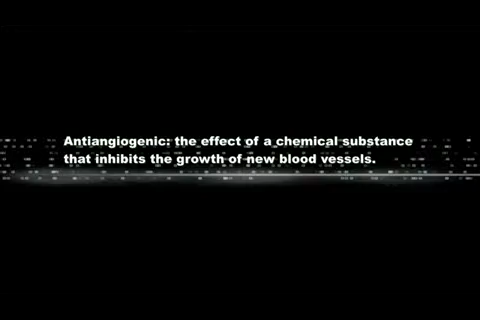 Antiangiogenic: the effect of a chemical substance
that inhibits the growth of new blood vessels.